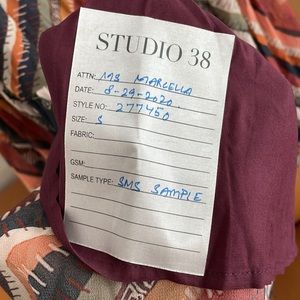 STUDIO 38
ATTN: MS MARCELLA
DATE: 8-29-2020
STYLE NO: 277450
SIZE: S
FABRIC:
GSM:
SAMPLE TYPE: SMS SAMPLE